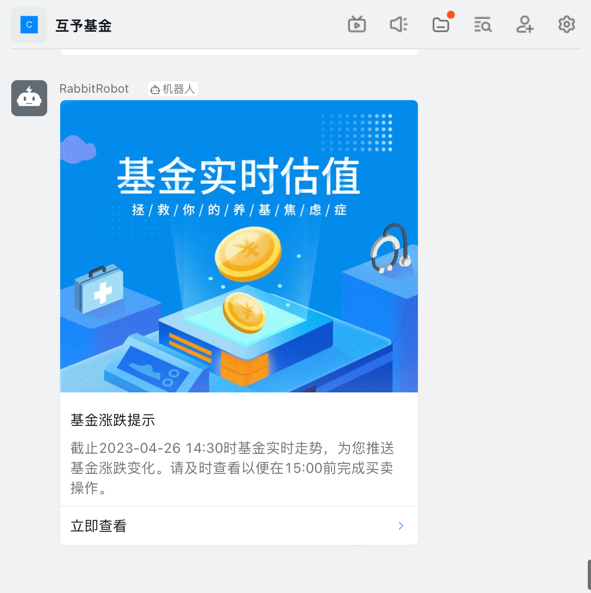 C 互予基金
RabbitRobot 机器人
基金实时估值
拯/救/你/的/养/基/焦/虑/症
基金涨跌提示
截止2023-04-26 14:30时基金实时走势，为您推送
基金涨跌变化。请及时查看以便在15:00前完成买卖
操作。
立即查看